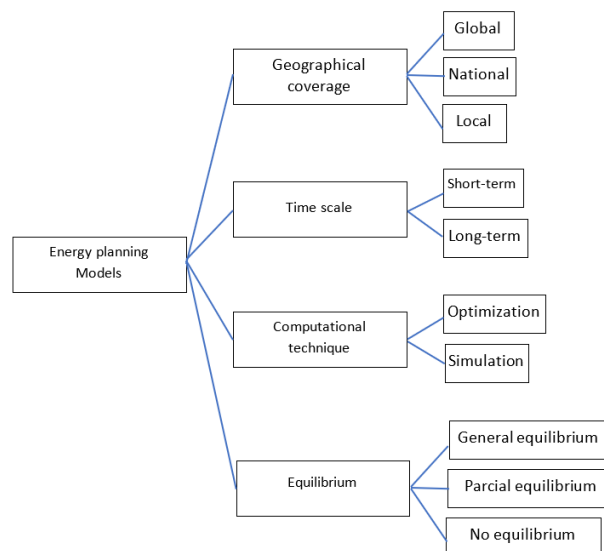 Energy planning
Models
Geographical
coverage
Global
National
Local
Time scale
Short-term
Long-term
Computational
technique
Optimization
Simulation
Equilibrium
General equilibrium
Parcial equilibrium
No equilibrium